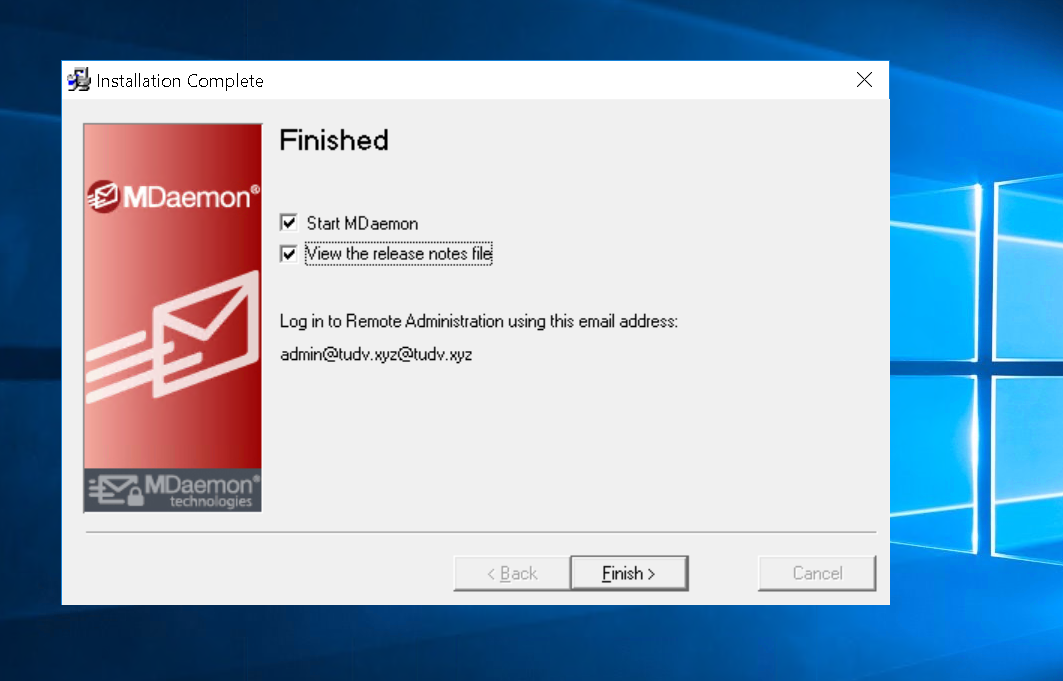 Installation Complete
Finished
MDaemon®
Start MDaemon
View the release notes file
Log in to Remote Administration using this email address:
admin@tudv.xyz@tudv.xyz
MDaemon®
technologies
< Back
Finish >
Cancel